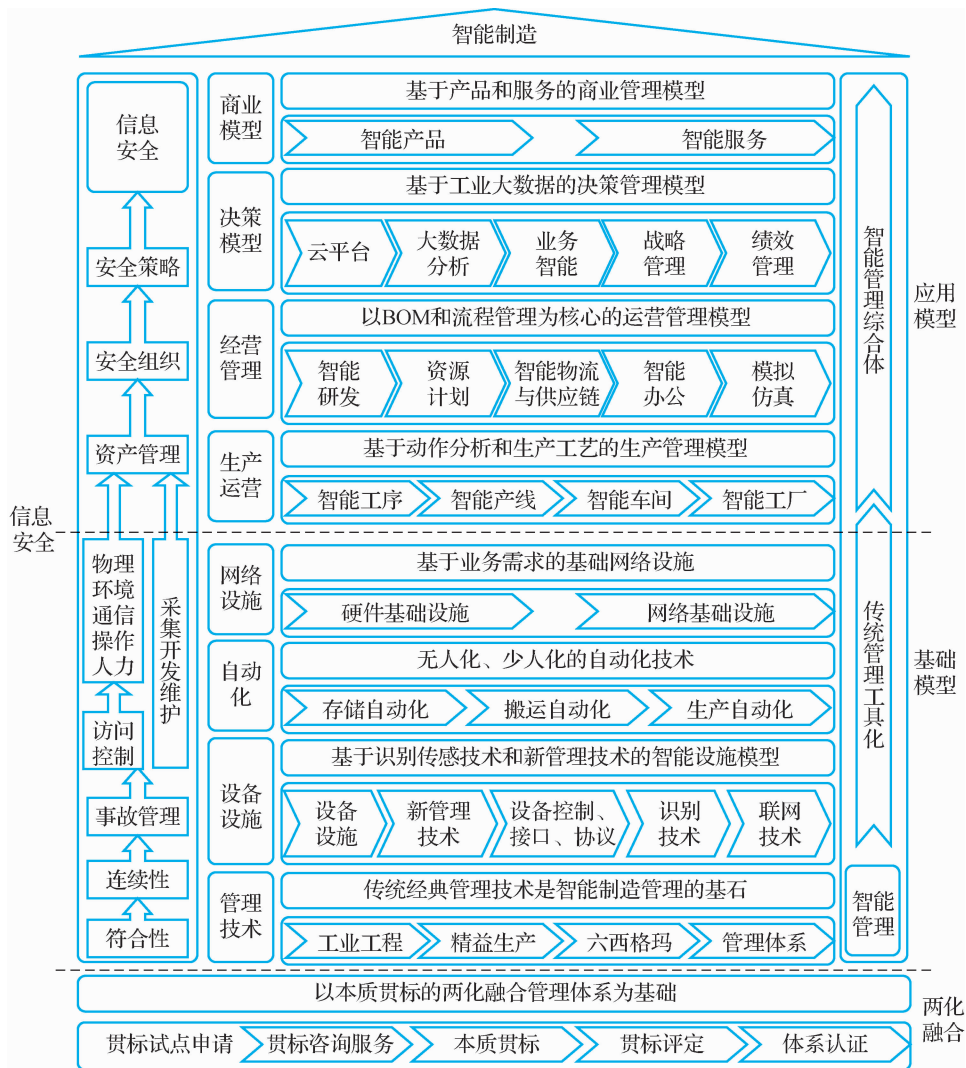 智能制造
信息
安全
安全策略
安全组织
资产管理
物理
环境
通信
操作
人力
采集开发维护
访问
控制
事故管理
连续性
符合性
信息
安全
商业
模型
基于产品和服务的商业管理模型
智能产品
智能服务
决策
模型
基于工业大数据的决策管理模型
云平台
大数据
分析
业务
智能
战略
管理
绩效
管理
经营
管理
以BOM和流程管理为核心的运营管理模型
智能
研发
资源
计划
智能物流
与供应链
智能
办公
模拟
仿真
生产
运营
基于动作分析和生产工艺的生产管理模型
智能工序
智能产线
智能车间
智能工厂
网络
设施
基于业务需求的基础网络设施
硬件基础设施
网络基础设施
自动
化
无人化、少人化的自动化技术
存储自动化
搬运自动化
生产自动化
设备
设施
基于识别传感技术和新管理技术的智能设施模型
设备
设施
新管理
技术
设备控制、
接口、协议
识别
技术
联网
技术
管理
技术
传统经典管理技术是智能制造管理的基石
工业工程
精益生产
六西格玛
管理体系
智能管理综合体
传统管理工具化
智能
管理
应用
模型
基础
模型
以本质贯标的两化融合管理体系为基础
贯标试点申请
贯标咨询服务
本质贯标
贯标评定
体系认证
两化
融合